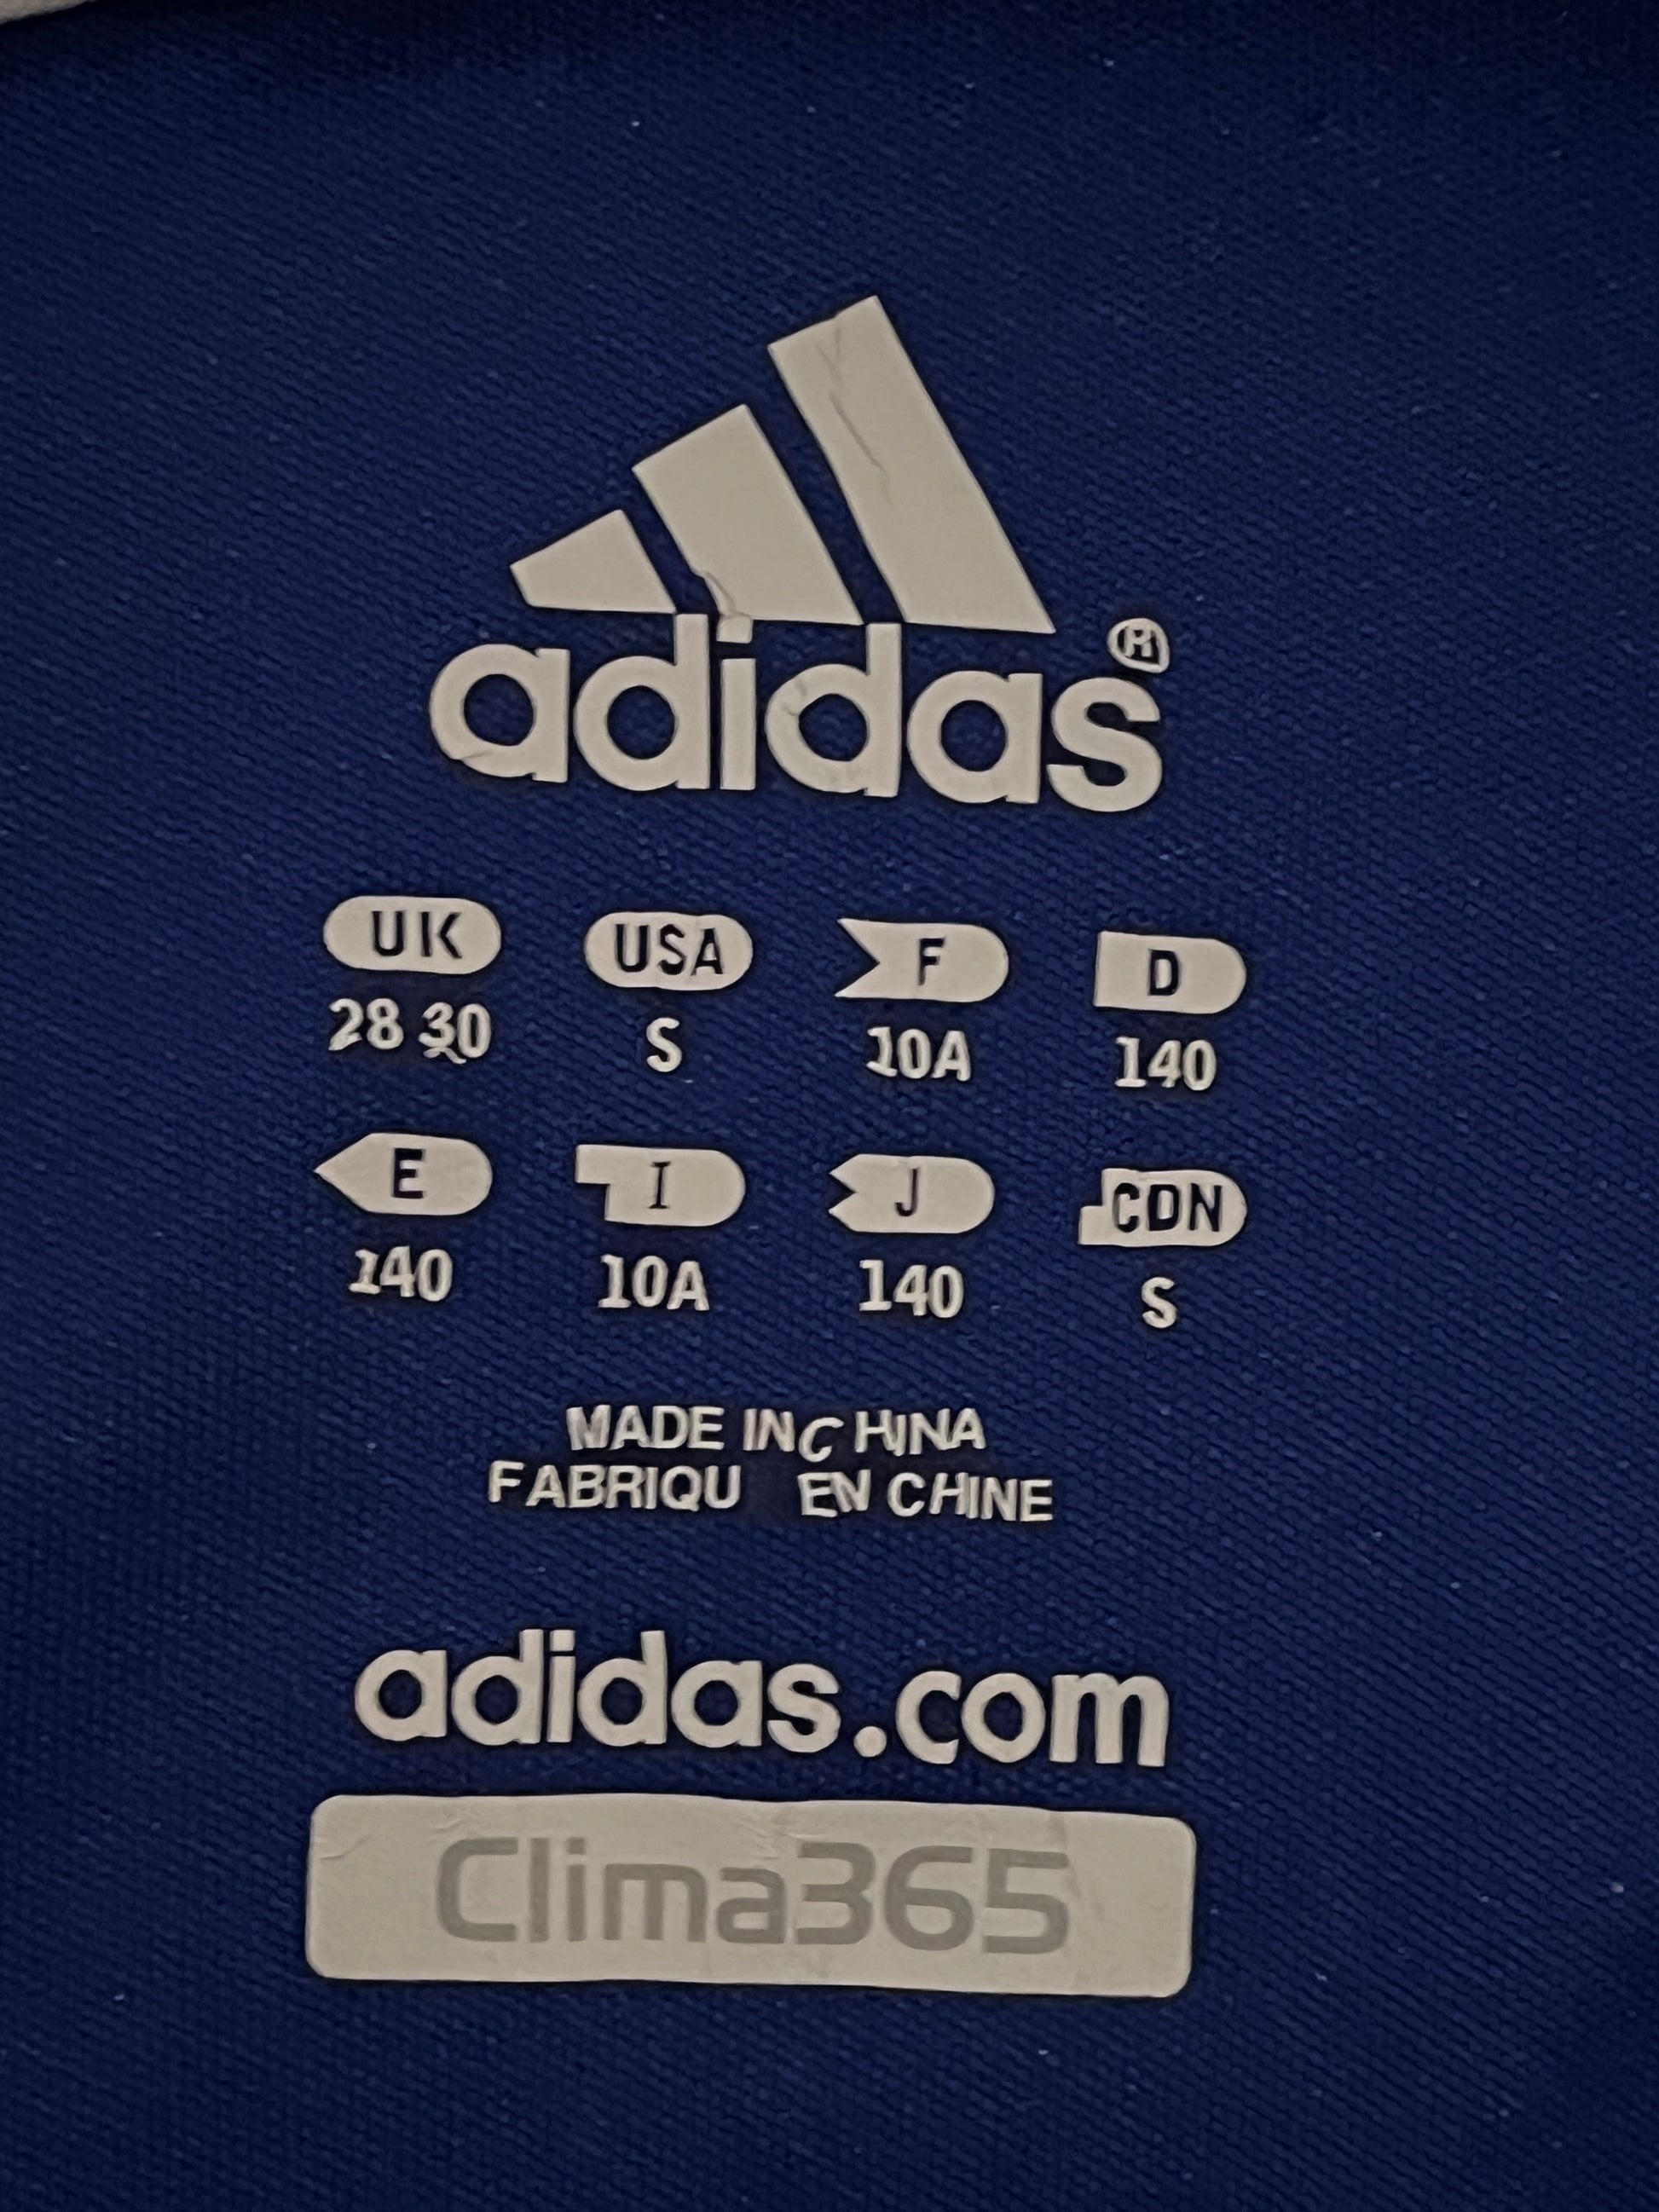 adidas®
UK USA F D
28 30 S 10A 140
E I J CDN
140 10A 140 S
MADE IN CHINA
FABRIQU EN CHINE
adidas.com
Clima365